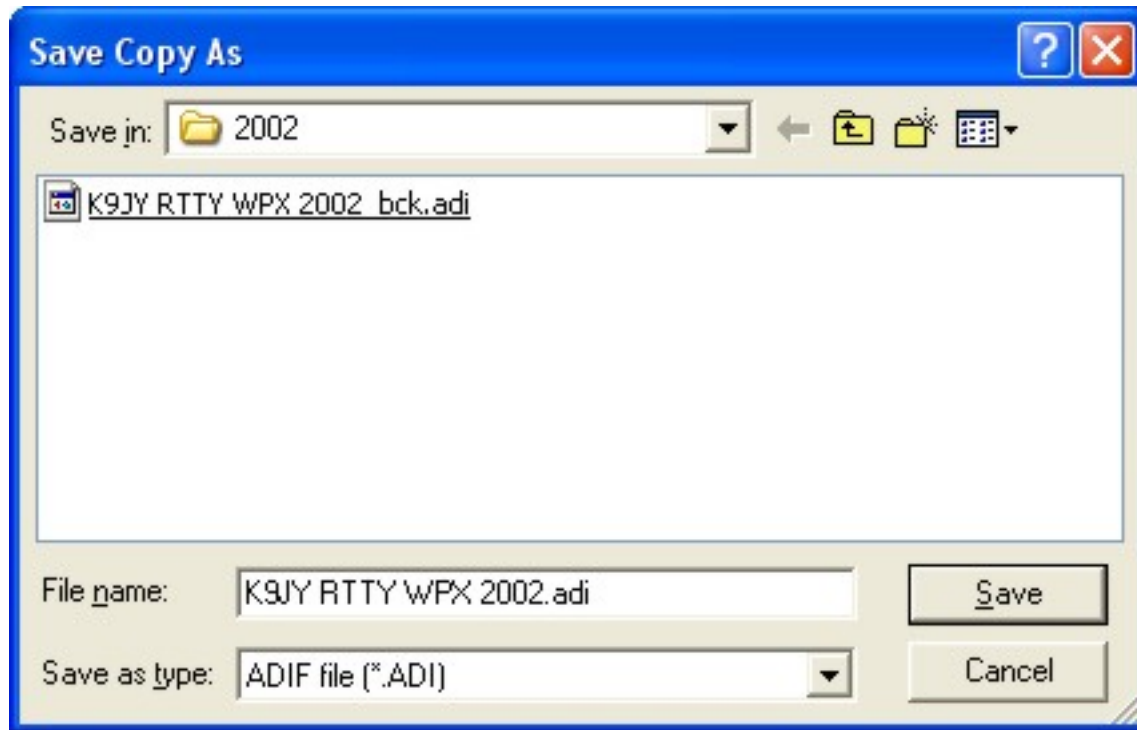 Save Copy As
Save in: 2002
K9JY RTTY WPX 2002_bck.adi
File name: K9JY RTTY WPX 2002.adi
Save
Save as type: ADIF file (*.ADI)
Cancel